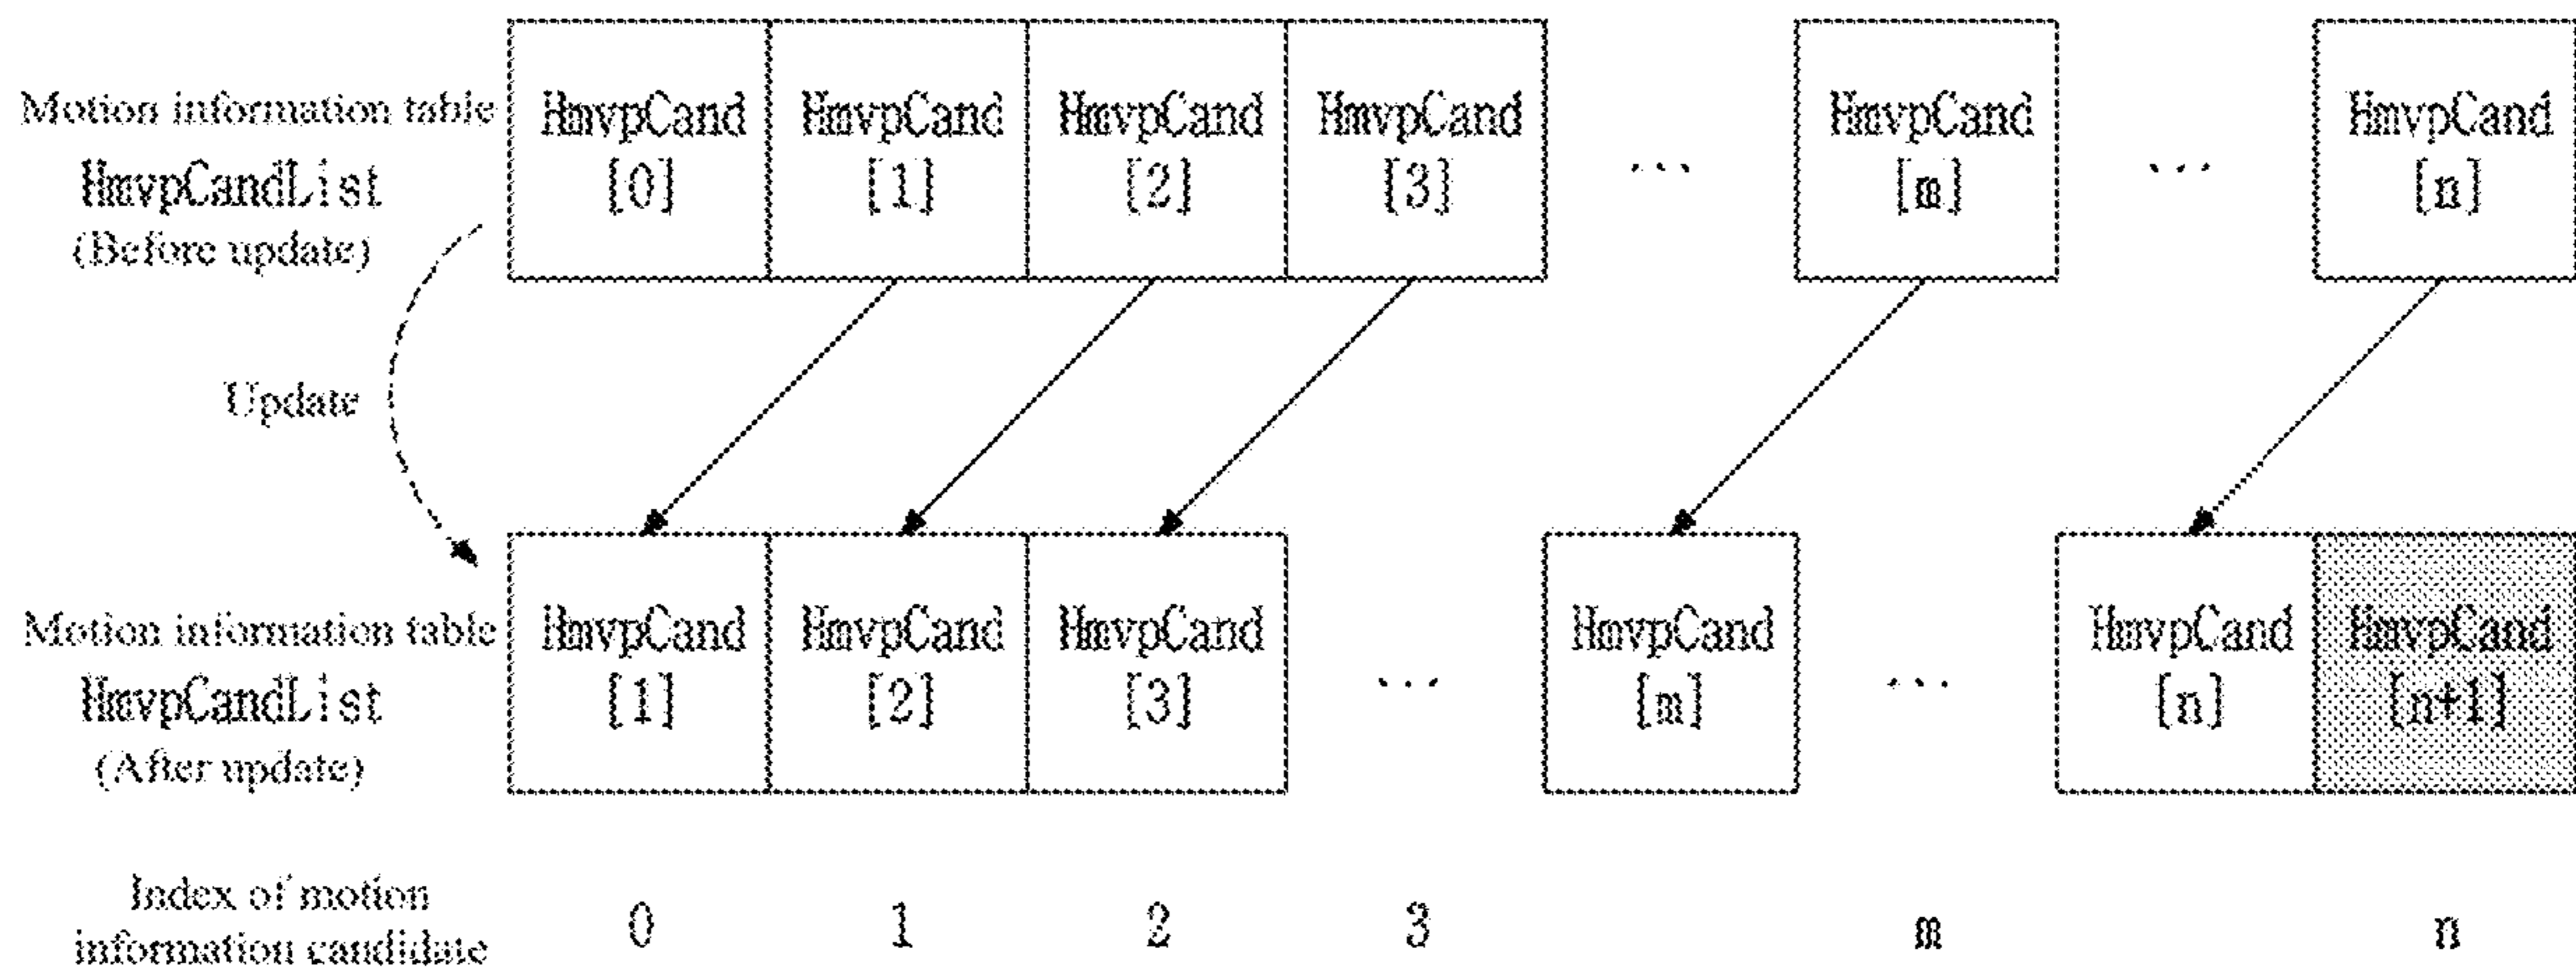 Motion information table
HmvpCandList
(Before update)
HmvpCand HmvpCand HmvpCand HmvpCand ... HmvpCand ... HmvpCand
[0] [1] [2] [3] [m] [n]
Update
Motion information table
HmvpCandList
(After update)
HmvpCand HmvpCand HmvpCand ... HmvpCand ... HmvpCand HmvpCand
[1] [2] [3] [m] [n] [n+1]
Index of motion
information candidate
0 1 2 3 m n